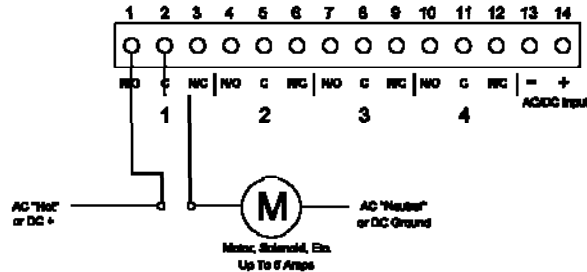 1 2 3 4 5 6 7 8 9 10 11 12 13 14
N/O C N/C N/O C N/C N/O C N/C N/O C N/C − +
1 2 3 4 AC/DC Input
AC "Hot" or DC +
M
AC "Neutral" or DC Ground
Motor, Solenoid, Etc.
Up To 5 Amps